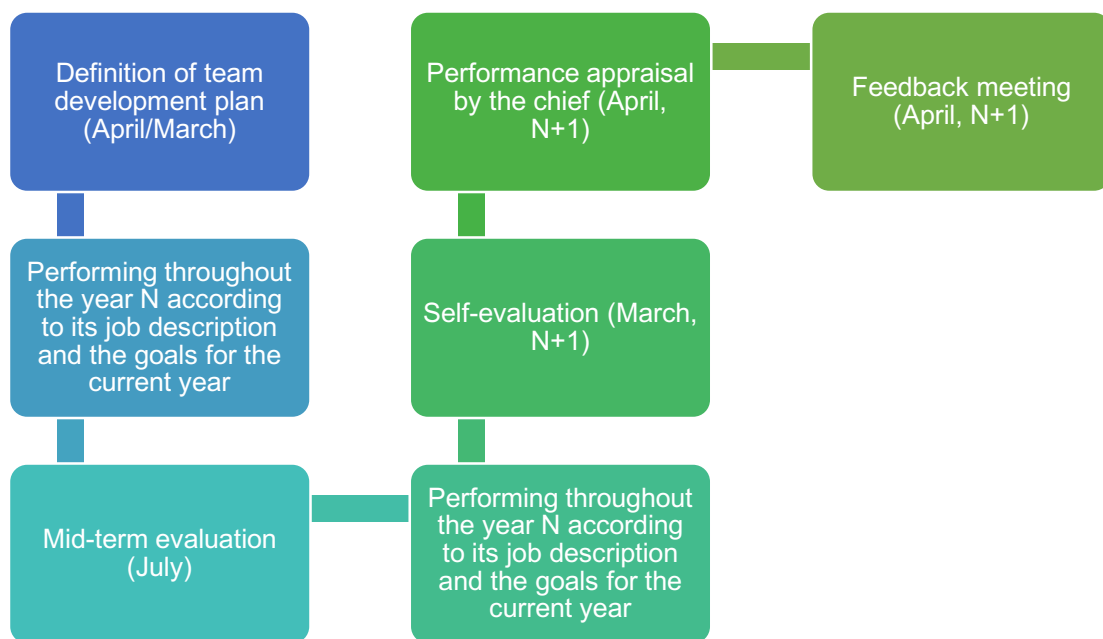 Definition of team
development plan
(April/March)
Performing throughout
the year N according
to its job description
and the goals for the
current year
Mid-term evaluation
(July)
Performing throughout
the year N according
to its job description
and the goals for the
current year
Self-evaluation (March,
N+1)
Performance appraisal
by the chief (April,
N+1)
Feedback meeting
(April, N+1)